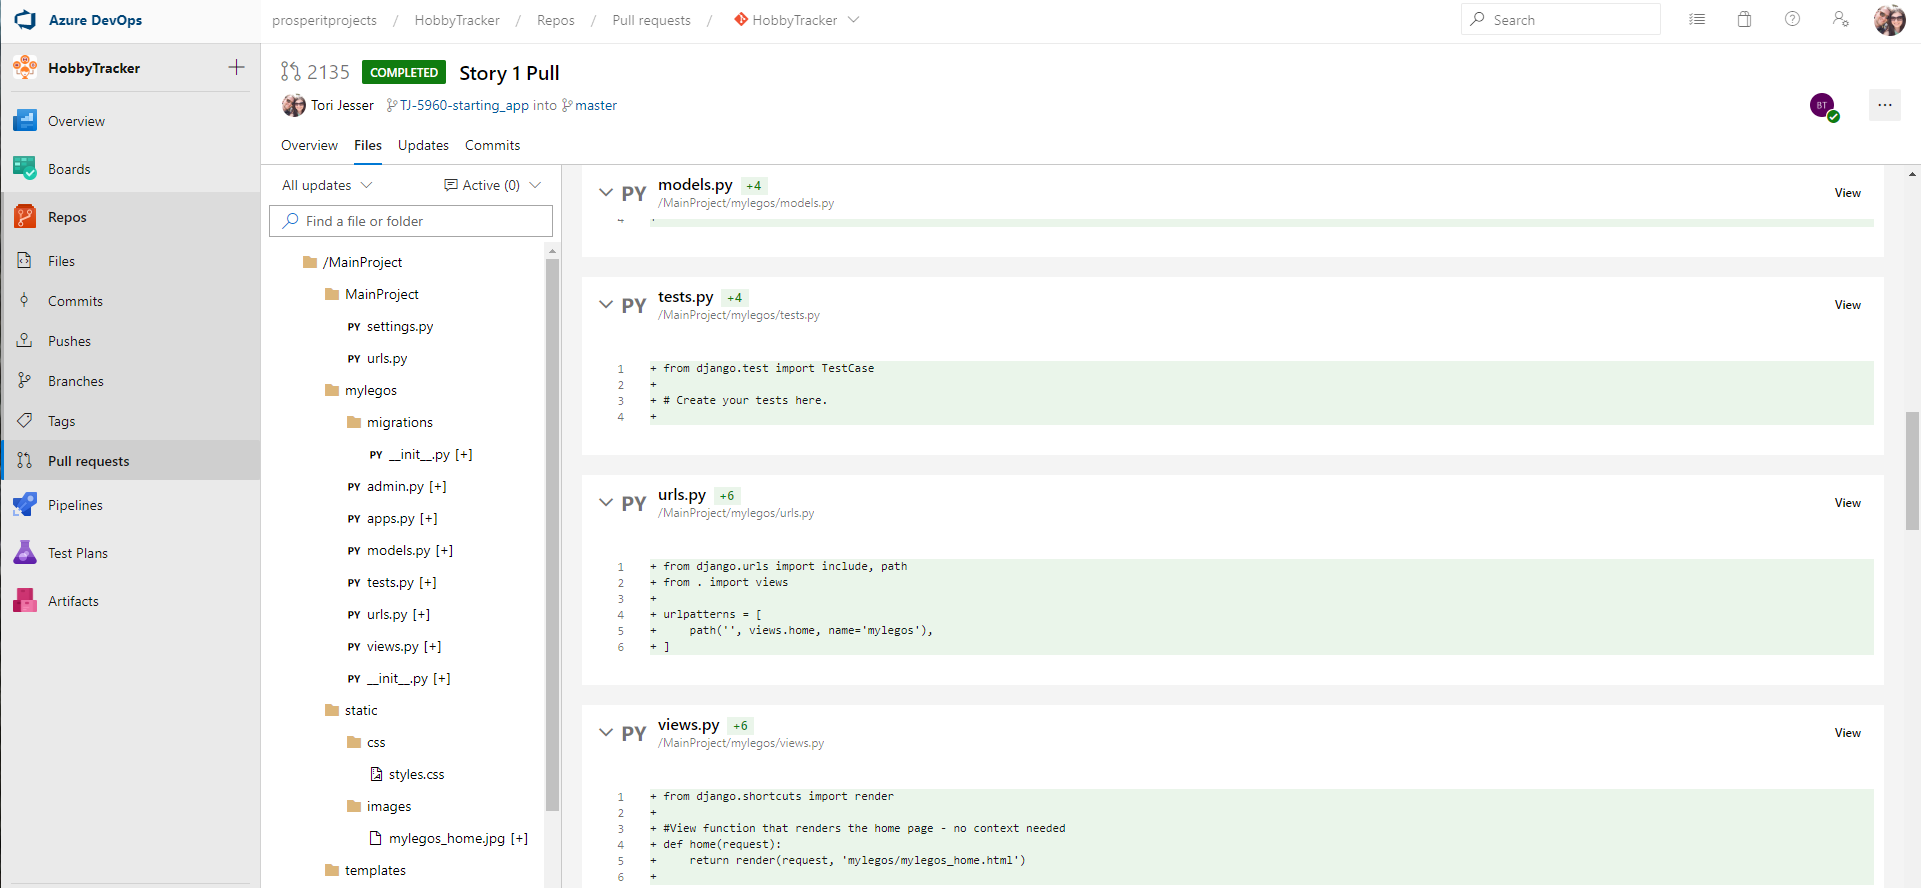 Azure DevOps
prosperitprojects / HobbyTracker / Repos / Pull requests / HobbyTracker
Search
HobbyTracker
Overview
Boards
Repos
Files
Commits
Pushes
Branches
Tags
Pull requests
Pipelines
Test Plans
Artifacts
2135 COMPLETED Story 1 Pull
Tori Jesser TJ-5960-starting_app into master
BT
Overview Files Updates Commits
All updates Active (0)
Find a file or folder
/MainProject
MainProject
PY settings.py
PY urls.py
mylegos
migrations
PY __init__.py [+]
PY admin.py [+]
PY apps.py [+]
PY models.py [+]
PY tests.py [+]
PY urls.py [+]
PY views.py [+]
PY __init__.py [+]
static
css
styles.css
images
mylegos_home.jpg [+]
templates
PY models.py +4
/MainProject/mylegos/models.py
View
4
PY tests.py +4
/MainProject/mylegos/tests.py
View
1 + from django.test import TestCase
2 +
3 + # Create your tests here.
4 +
PY urls.py +6
/MainProject/mylegos/urls.py
View
1 + from django.urls import include, path
2 + from . import views
3 +
4 + urlpatterns = [
5 +     path('', views.home, name='mylegos'),
6 + ]
PY views.py +6
/MainProject/mylegos/views.py
View
1 + from django.shortcuts import render
2 +
3 + #View function that renders the home page - no context needed
4 + def home(request):
5 +     return render(request, 'mylegos/mylegos_home.html')
6 +